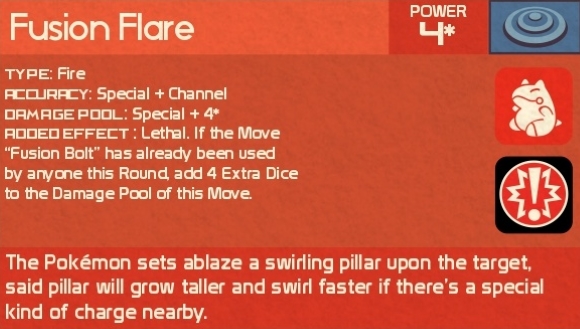 Fusion Flare
POWER
4*
TYPE: Fire
ACCURACY: Special + Channel
DAMAGE POOL: Special + 4*
ADDED EFFECT : Lethal. If the Move
“Fusion Bolt” has already been used
by anyone this Round, add 4 Extra Dice
to the Damage Pool of this Move.
!
The Pokémon sets ablaze a swirling pillar upon the target,
said pillar will grow taller and swirl faster if there's a special
kind of charge nearby.